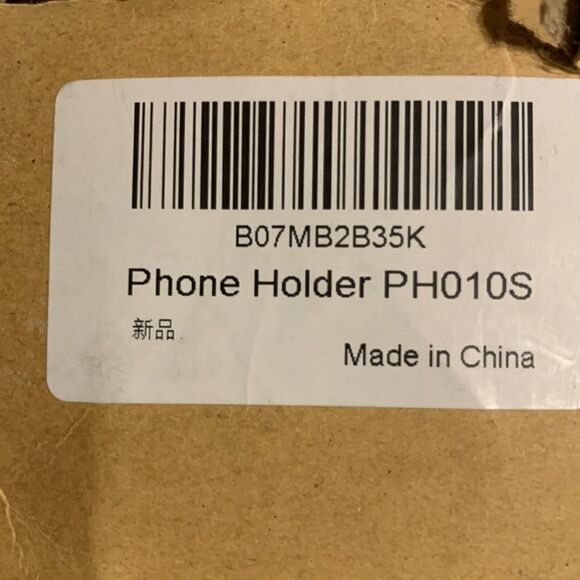 B07MB2B35K
Phone Holder PH010S
新品
Made in China